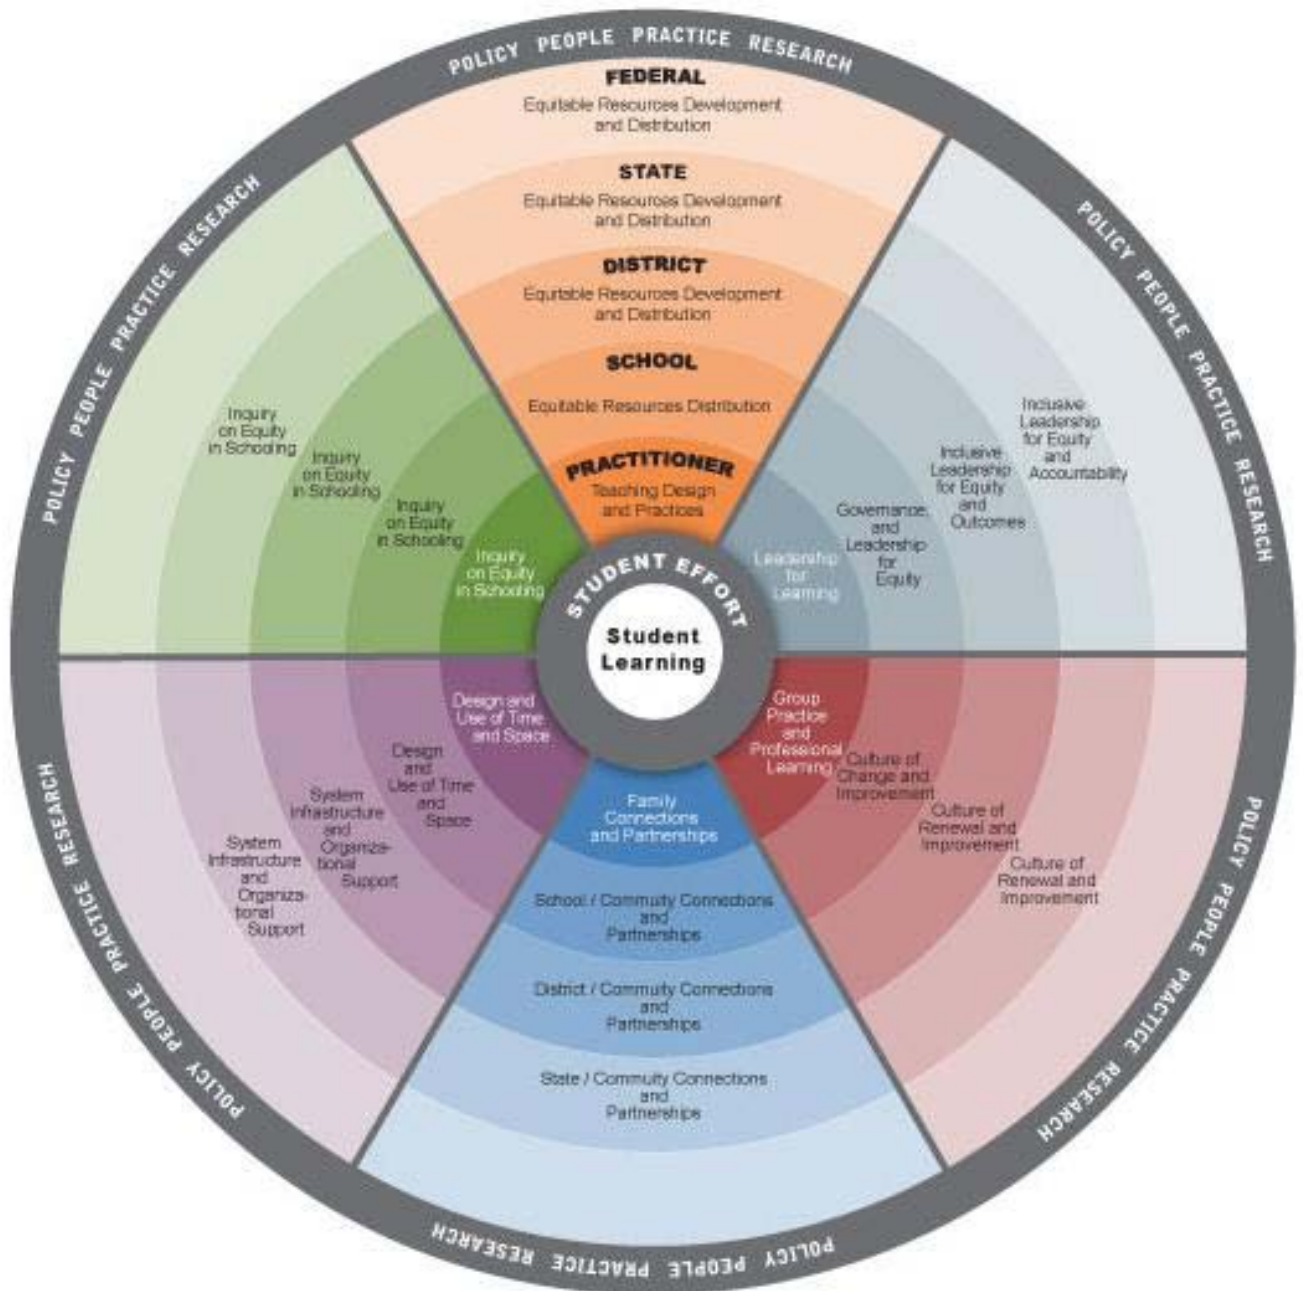 POLICY PEOPLE PRACTICE RESEARCH
FEDERAL
Equitable Resources Development
and Distribution
STATE
Equitable Resources Development
and Distribution
DISTRICT
Equitable Resources Development
and Distribution
SCHOOL
Equitable Resources Distribution
PRACTITIONER
Teaching Design
and Practices
POLICY PEOPLE PRACTICE RESEARCH
Inclusive
Leadership
for Equity
and
Accountability
Inclusive
Leadership
for Equity
and
Outcomes
Governance,
and
Leadership
for
Equity
Leadership
for
Learning
POLICY PEOPLE PRACTICE RESEARCH
Group
Practice
and
Professional
Learning
Culture of
Change and
Improvement
Culture of
Renewal and
Improvement
Culture of
Renewal and
Improvement
POLICY PEOPLE PRACTICE RESEARCH
Family
Connections
and Partnerships
School / Commuity Connections
and
Partnerships
District / Commuity Connections
and
Partnerships
State / Commuity Connections
and
Partnerships
POLICY PEOPLE PRACTICE RESEARCH
Design and
Use of Time
and Space
Design
and
Use of Time
and
Space
System
Infrastructure
and
Organiza-
tional
Support
System
Infrastructure
and
Organiza-
tional
Support
POLICY PEOPLE PRACTICE RESEARCH
Inquiry
on Equity
in Schooling
Inquiry
on Equity
in Schooling
Inquiry
on Equity
in Schooling
Inquiry
on Equity
in Schooling
STUDENT EFFORT
Student
Learning